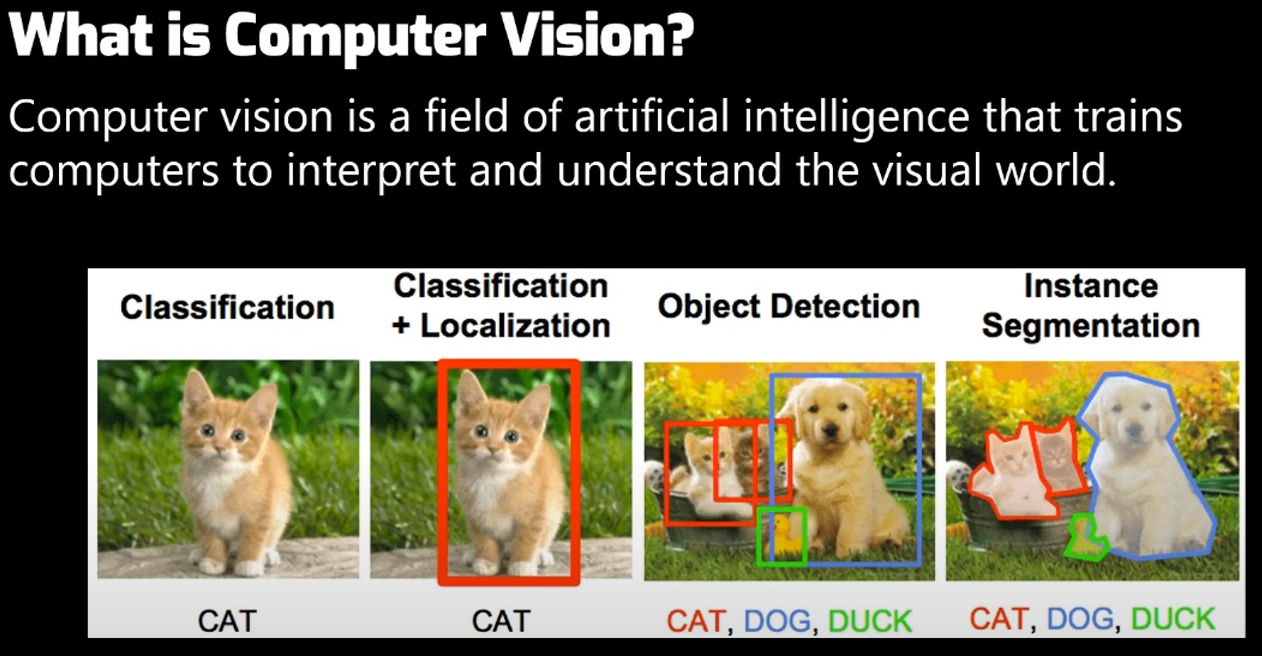 What is Computer Vision?
Computer vision is a field of artificial intelligence that trains
computers to interpret and understand the visual world.
Classification
Classification
+ Localization
Object Detection
Instance
Segmentation
CAT
CAT
CAT, DOG, DUCK
CAT, DOG, DUCK